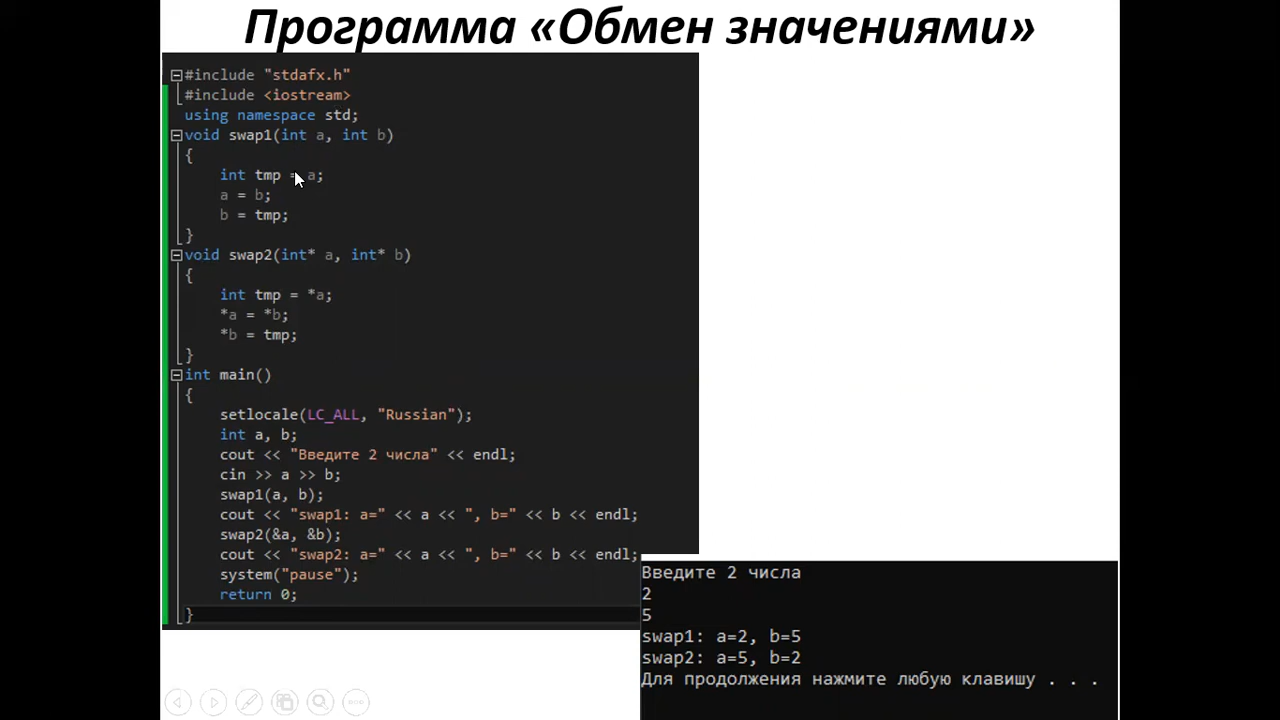 Программа «Обмен значениями»
#include "stdafx.h"
#include <iostream>
using namespace std;
void swap1(int a, int b)
{
int tmp = a;
a = b;
b = tmp;
}
void swap2(int* a, int* b)
{
int tmp = *a;
*a = *b;
*b = tmp;
}
int main()
{
setlocale(LC_ALL, "Russian");
int a, b;
cout << "Введите 2 числа" << endl;
cin >> a >> b;
swap1(a, b);
cout << "swap1: a=" << a << ", b=" << b << endl;
swap2(&a, &b);
cout << "swap2: a=" << a << ", b=" << b << endl;
system("pause");
return 0;
}
Введите 2 числа
2
5
swap1: a=2, b=5
swap2: a=5, b=2
Для продолжения нажмите любую клавишу . . .